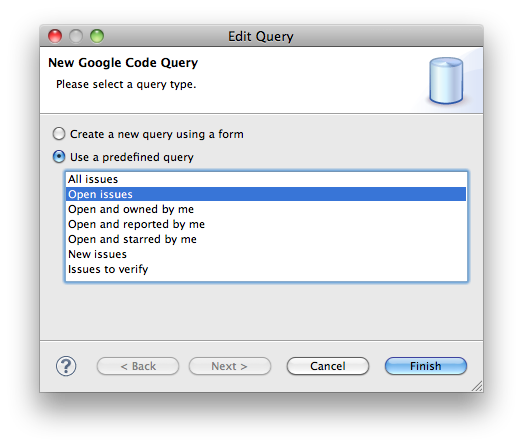 Edit Query
New Google Code Query
Please select a query type.
Create a new query using a form
Use a predefined query
All issues
Open issues
Open and owned by me
Open and reported by me
Open and starred by me
New issues
Issues to verify
?
< Back
Next >
Cancel
Finish